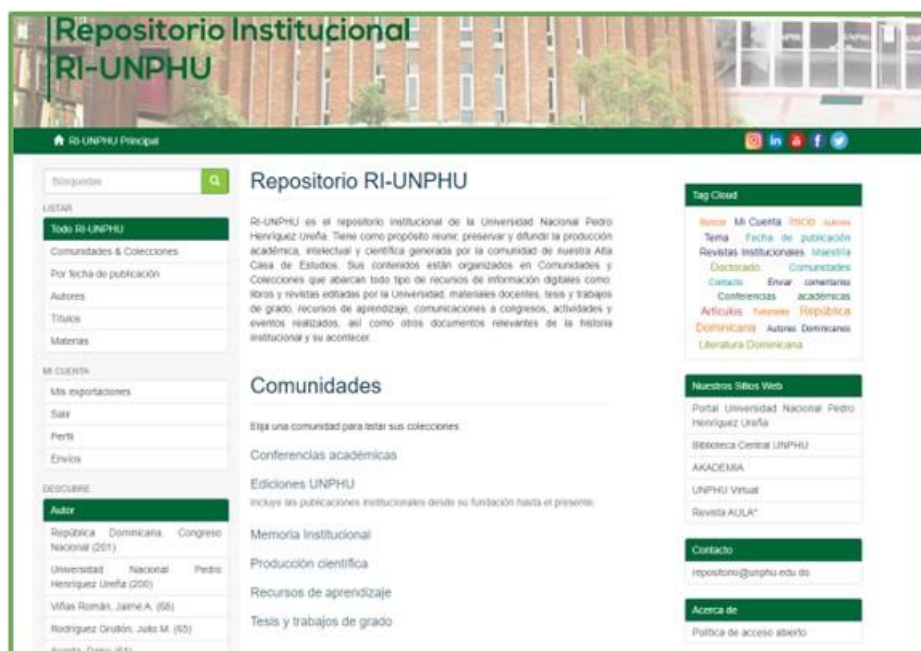 Repositorio Institucional
RI-UNPHU
RI-UNPHU Principal
Búsquedas
LISTAR
Todo RI-UNPHU
Comunidades & Colecciones
Por fecha de publicación
Autores
Títulos
Materias
MI CUENTA
Mis exportaciones
Salir
Perfil
Envíos
DESCUBRE
Autor
República Dominicana. Congreso
Nacional (201)
Universidad Nacional Pedro
Henríquez Ureña (200)
Viñas Román, Jaime A. (68)
Rodríguez Grullón, Julio M. (65)
Repositorio RI-UNPHU
RI-UNPHU es el repositorio institucional de la Universidad Nacional Pedro
Henríquez Ureña. Tiene como propósito reunir, preservar y difundir la producción
académica, intelectual y científica generada por la comunidad de nuestra Alta
Casa de Estudios. Sus contenidos están organizados en Comunidades y
Colecciones que abarcan todo tipo de recursos de información digitales como:
libros y revistas editadas por la Universidad, materiales docentes, tesis y trabajos
de grado, recursos de aprendizaje, comunicaciones a congresos, actividades y
eventos realizados, así como otros documentos relevantes de la historia
institucional y su acontecer.
Comunidades
Elija una comunidad para listar sus colecciones
Conferencias académicas
Ediciones UNPHU
Incluye las publicaciones institucionales desde su fundación hasta el presente.
Memoria Institucional
Producción científica
Recursos de aprendizaje
Tesis y trabajos de grado
Tag Cloud
Buscar Mi Cuenta Inicio Autores
Tema Fecha de publicación
Revistas Institucionales Maestría
Doctorado Comunidades
Contacto Enviar comentarios
Conferencias académicas
Artículos Tutoriales República
Dominicana Autores Dominicanos
Literatura Dominicana
Nuestros Sitios Web
Portal Universidad Nacional Pedro
Henríquez Ureña
Biblioteca Central UNPHU
AKADEMIA
UNPHU Virtual
Revista AULA*
Contacto
repositorio@unphu.edu.do
Acerca de
Política de acceso abierto